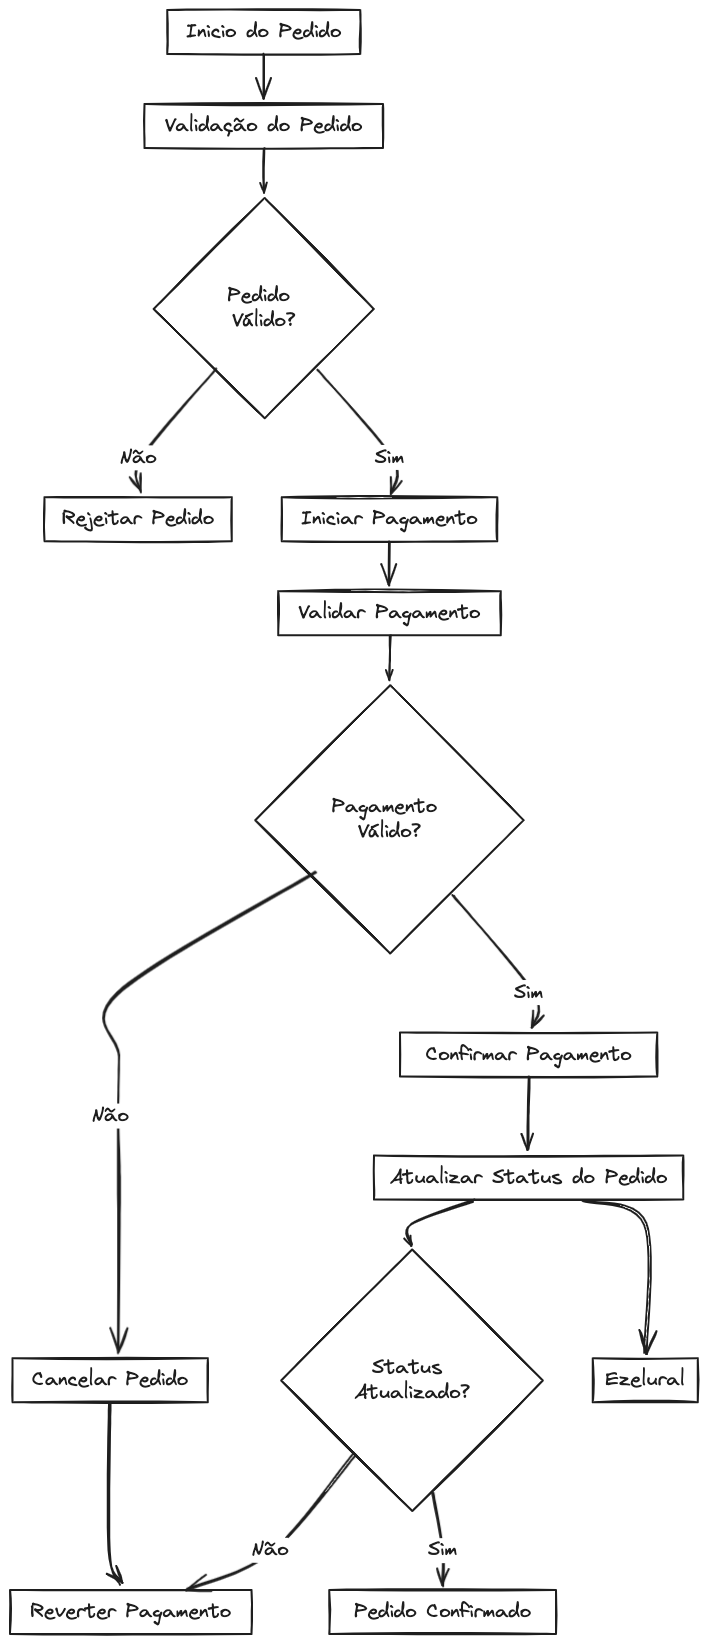 Inicio do Pedido
Validação do Pedido
Pedido
Válido?
Não
Sim
Rejeitar Pedido
Iniciar Pagamento
Validar Pagamento
Pagamento
Válido?
Sim
Confirmar Pagamento
Não
Atualizar Status do Pedido
Status
Atualizado?
Cancelar Pedido
Ezelural
Não
Sim
Reverter Pagamento
Pedido Confirmado